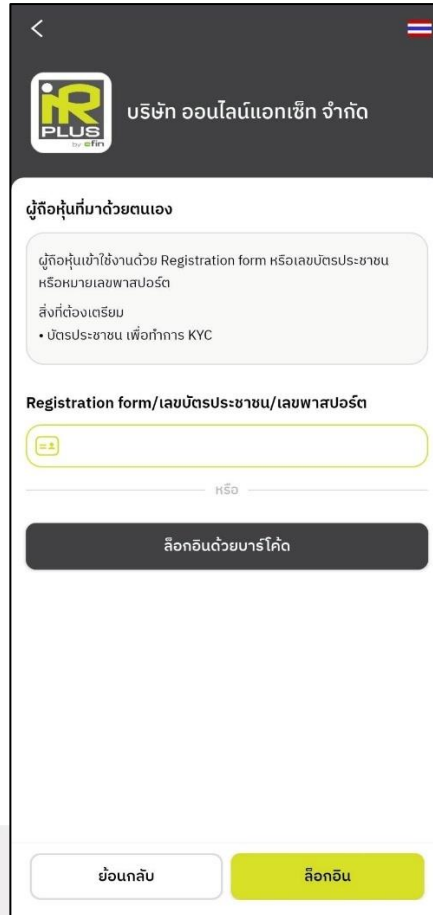 iR
PLUS
by efin
บริษัท ออนไลน์แอทเซ็ท จำกัด
ผู้ถือหุ้นที่มาด้วยตนเอง
ผู้ถือหุ้นเข้าใช้งานด้วย Registration form หรือเลขบัตรประชาชน
หรือหมายเลขพาสปอร์ต
สิ่งที่ต้องเตรียม
• บัตรประชาชน เพื่อทำการ KYC
Registration form/เลขบัตรประชาชน/เลขพาสปอร์ต
หรือ
ล็อกอินด้วยบาร์โค้ด
ย้อนกลับ
ล็อกอิน